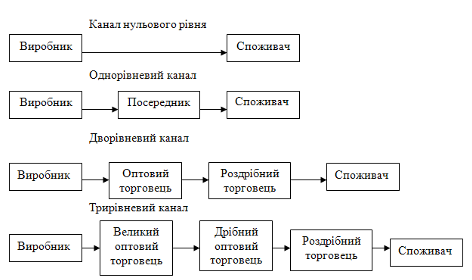 Канал нульового рівня
Виробник
Споживач
Однорівневий канал
Виробник
Посередник
Споживач
Дворівневий канал
Виробник
Оптовий
торговець
Роздрібний
торговець
Споживач
Трирівневий канал
Виробник
Великий
оптовий
торговець
Дрібний
оптовий
торговець
Роздрібний
торговець
Споживач